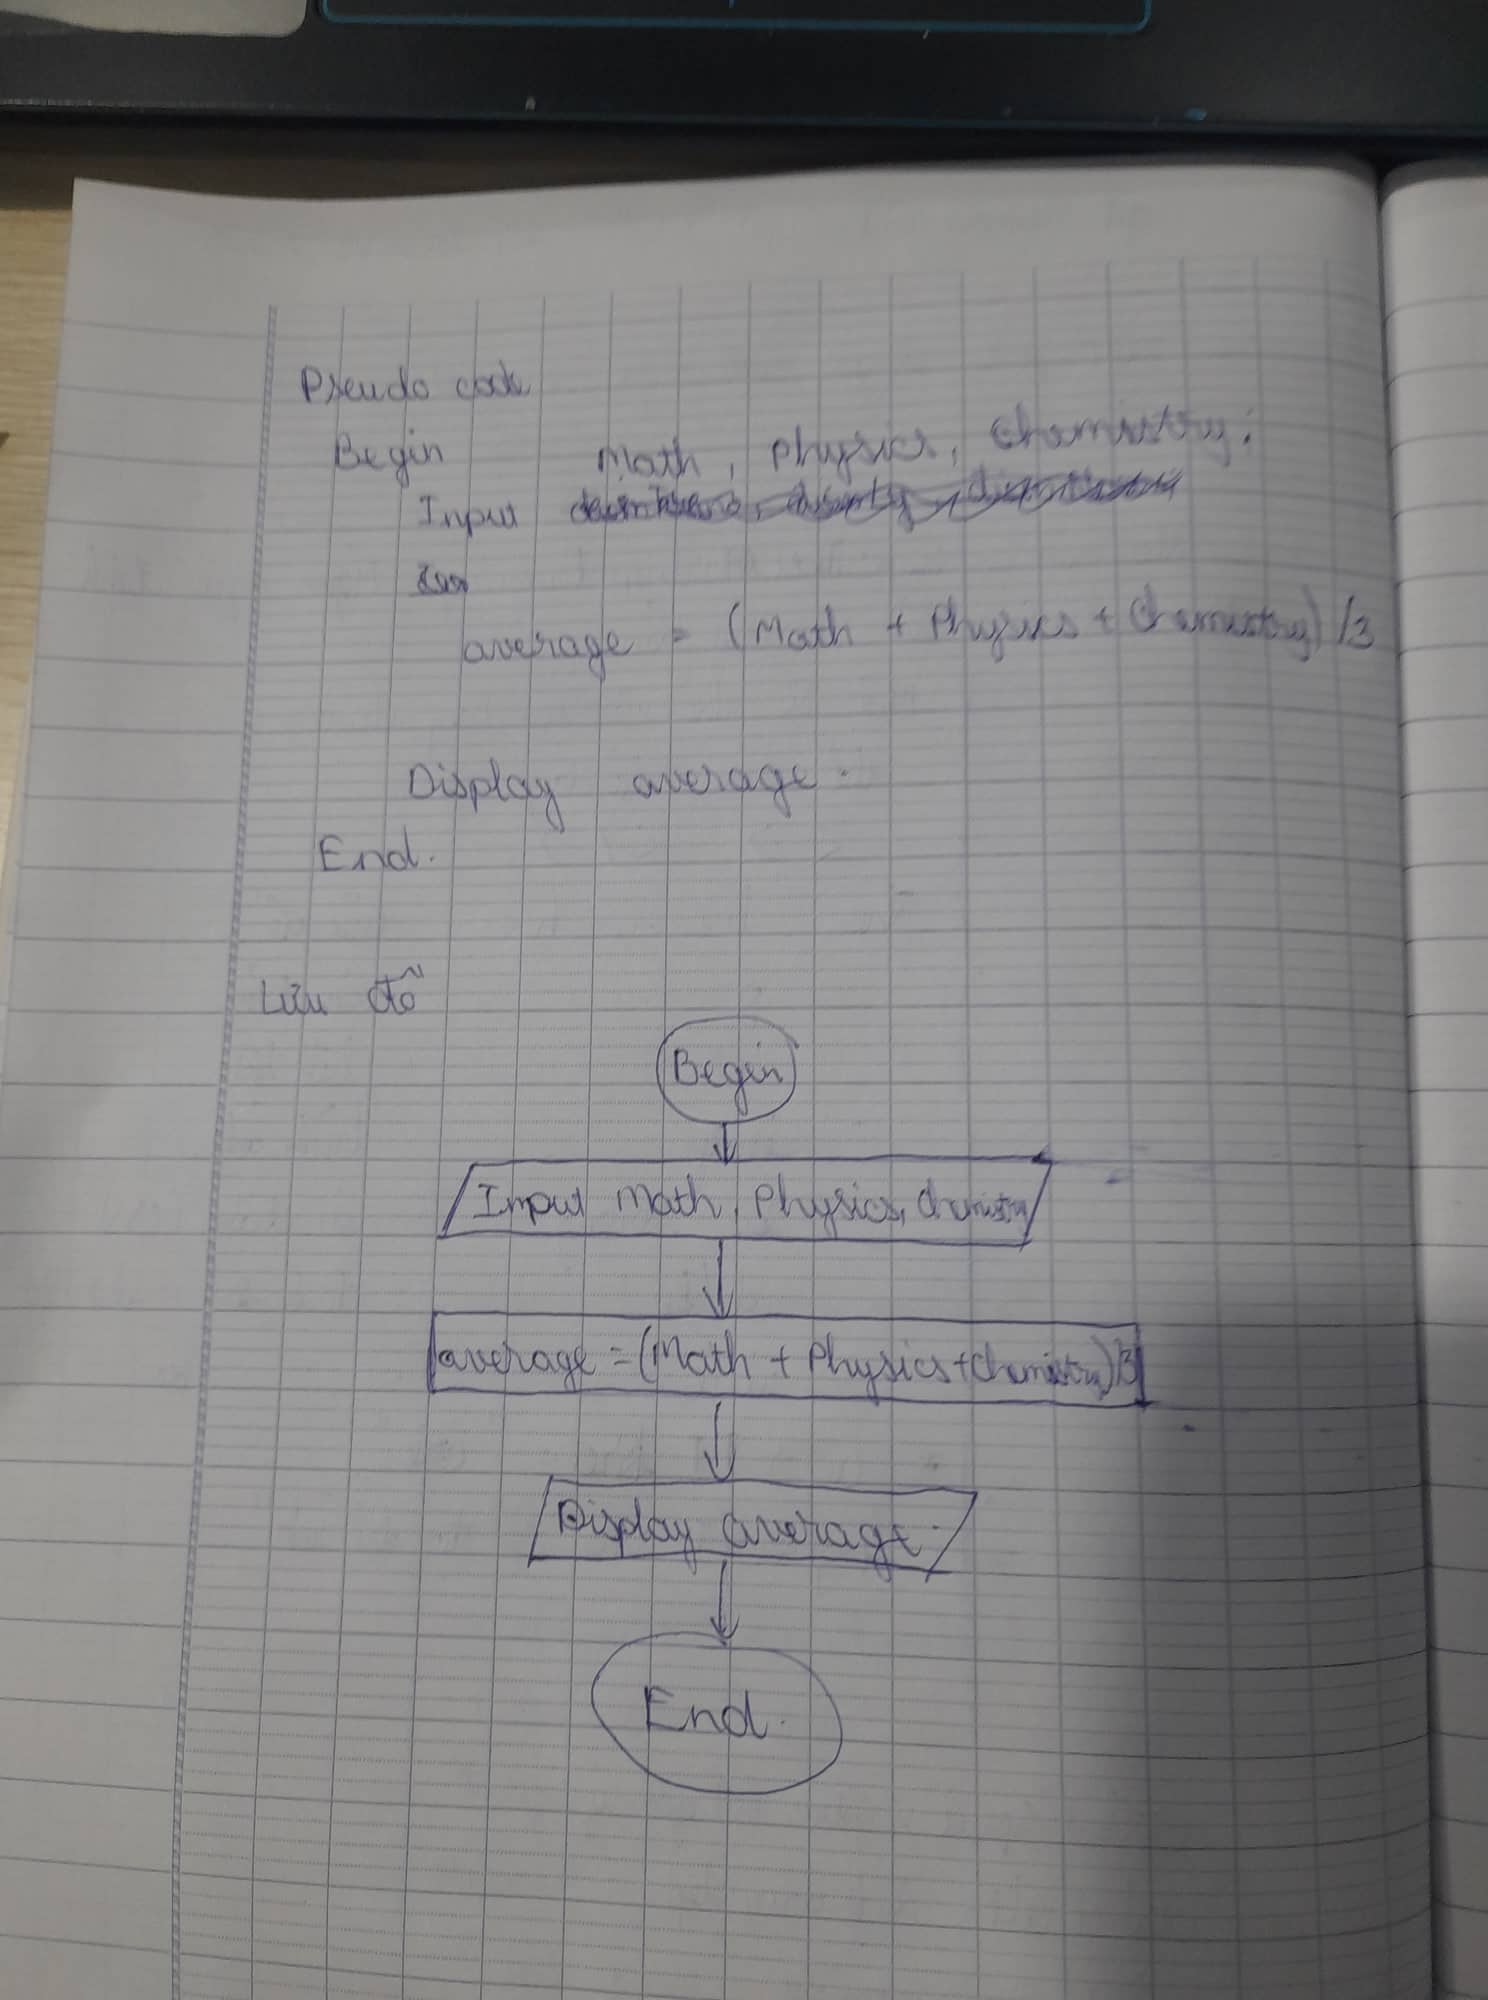 Pseudo code
Begin
Math, Physics, Chemistry;
Input
average = (Math + Physics + Chemistry) /3
Display average.
End.
Lưu đồ
Begin
Input Math, Physics, Chemistry
average = (Math + Physics + Chemistry)/3
Display average.
End.